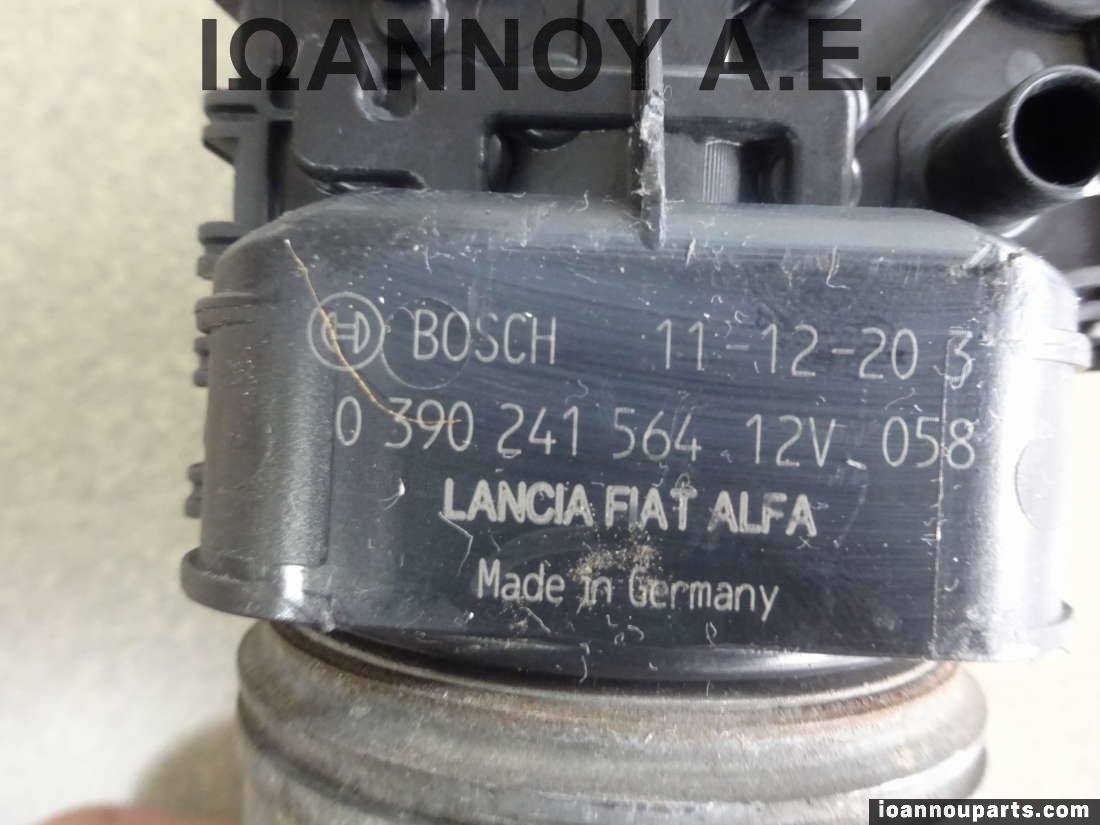 ΙΩΑΝΝΟΥ Α.Ε.
BOSCH 11-12-20 3
0 390 241 564 12V 058
LANCIA FIAT ALFA
Made in Germany
ioannouparts.com